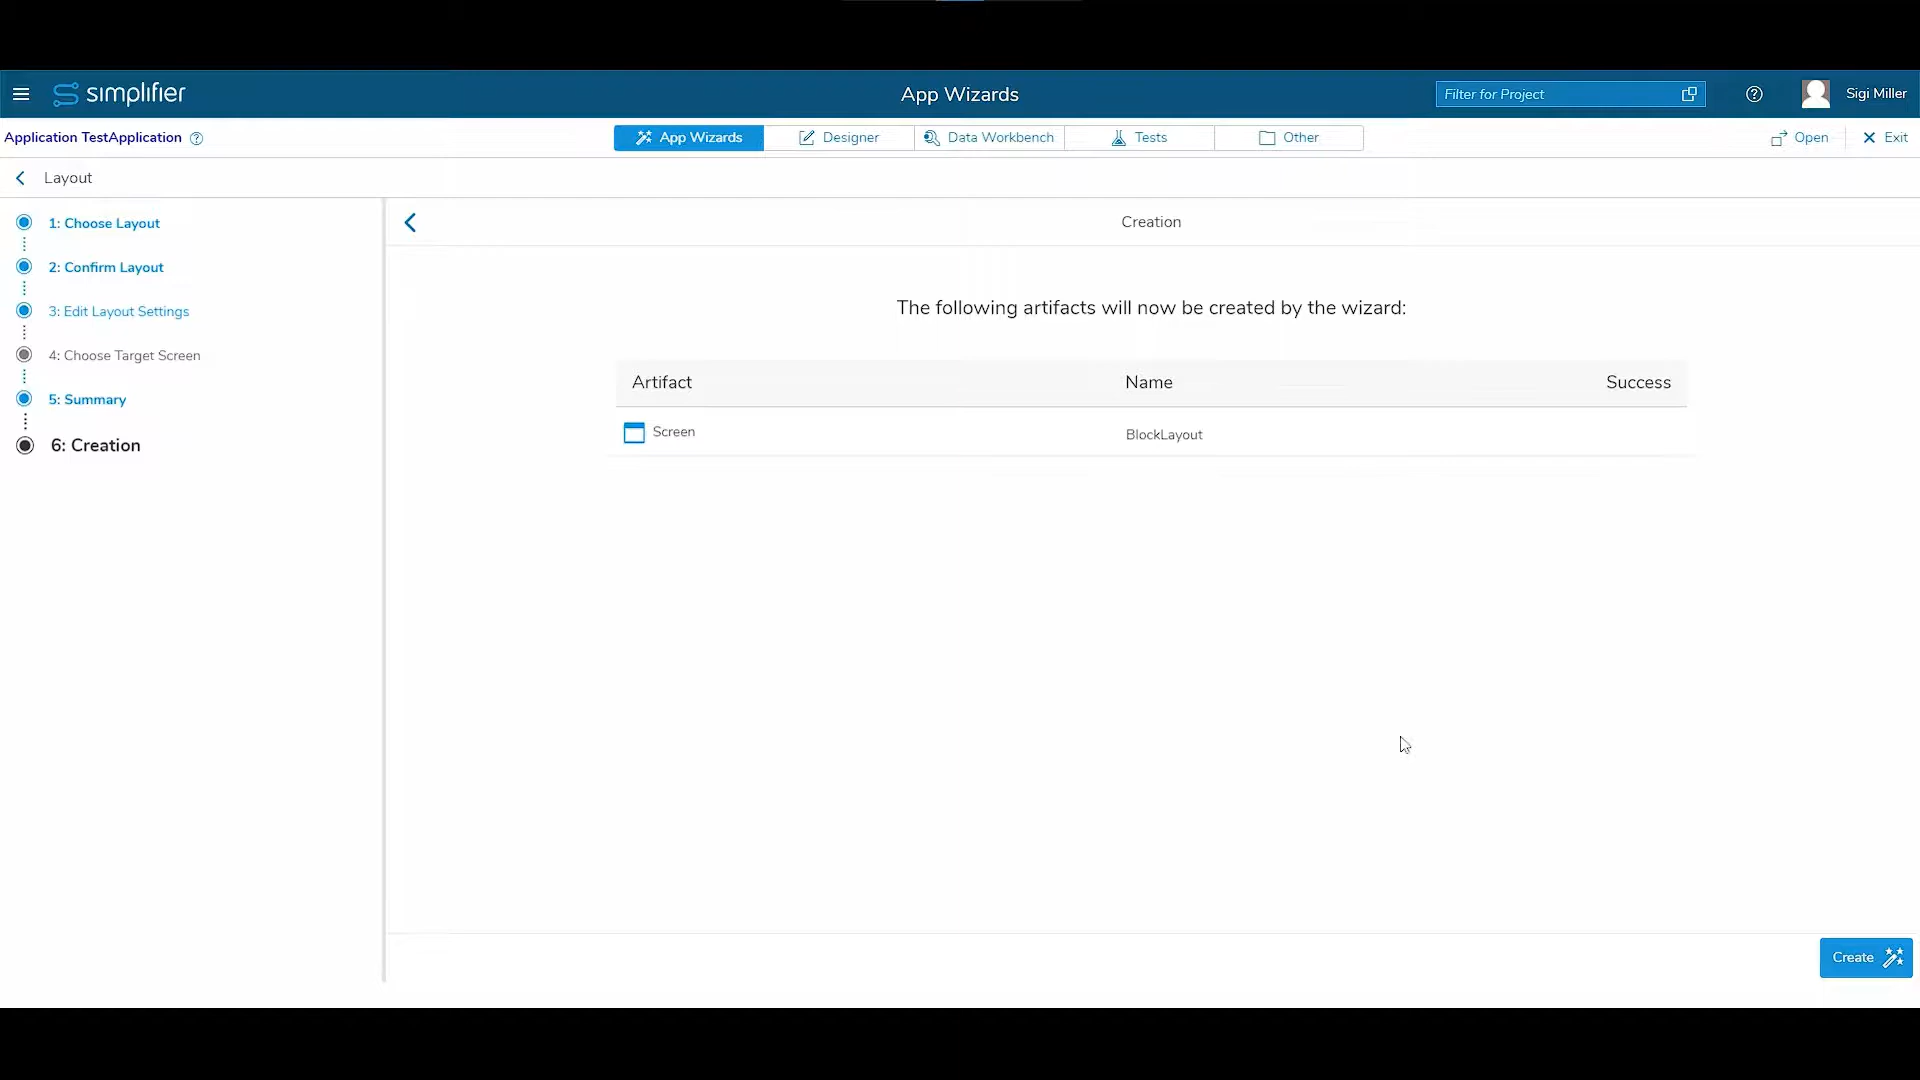 simplifier
App Wizards
Filter for Project
Sigi Miller
Application TestApplication
App Wizards
Designer
Data Workbench
Tests
Other
Open
Exit
Layout
1: Choose Layout
2: Confirm Layout
3: Edit Layout Settings
4: Choose Target Screen
5: Summary
6: Creation
Creation
The following artifacts will now be created by the wizard:
Artifact Name Success
Screen BlockLayout
Create